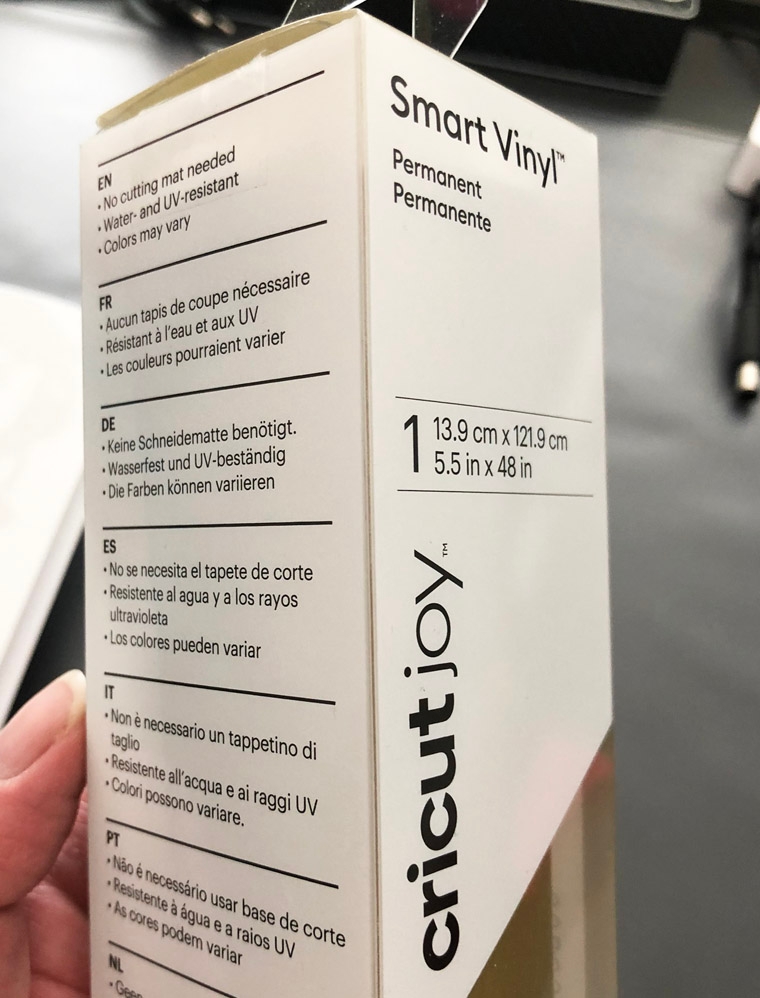 EN
• No cutting mat needed
• Water- and UV-resistant
• Colors may vary
FR
• Aucun tapis de coupe nécessaire
• Résistant à l'eau et aux UV
• Les couleurs pourraient varier
DE
• Keine Schneidematte benötigt.
• Wasserfest und UV-beständig
• Die Farben können variieren
ES
• No se necesita el tapete de corte
• Resistente al agua y a los rayos
ultravioleta
• Los colores pueden variar
IT
• Non è necessario un tappetino di
taglio
• Resistente all'acqua e ai raggi UV
• Colori possono variare.
PT
• Não é necessário usar base de corte
• Resistente à água e a raios UV
• As cores podem variar
NL
Smart Vinyl™
Permanent
Permanente
1 13.9 cm x 121.9 cm
5.5 in x 48 in
cricut joy™